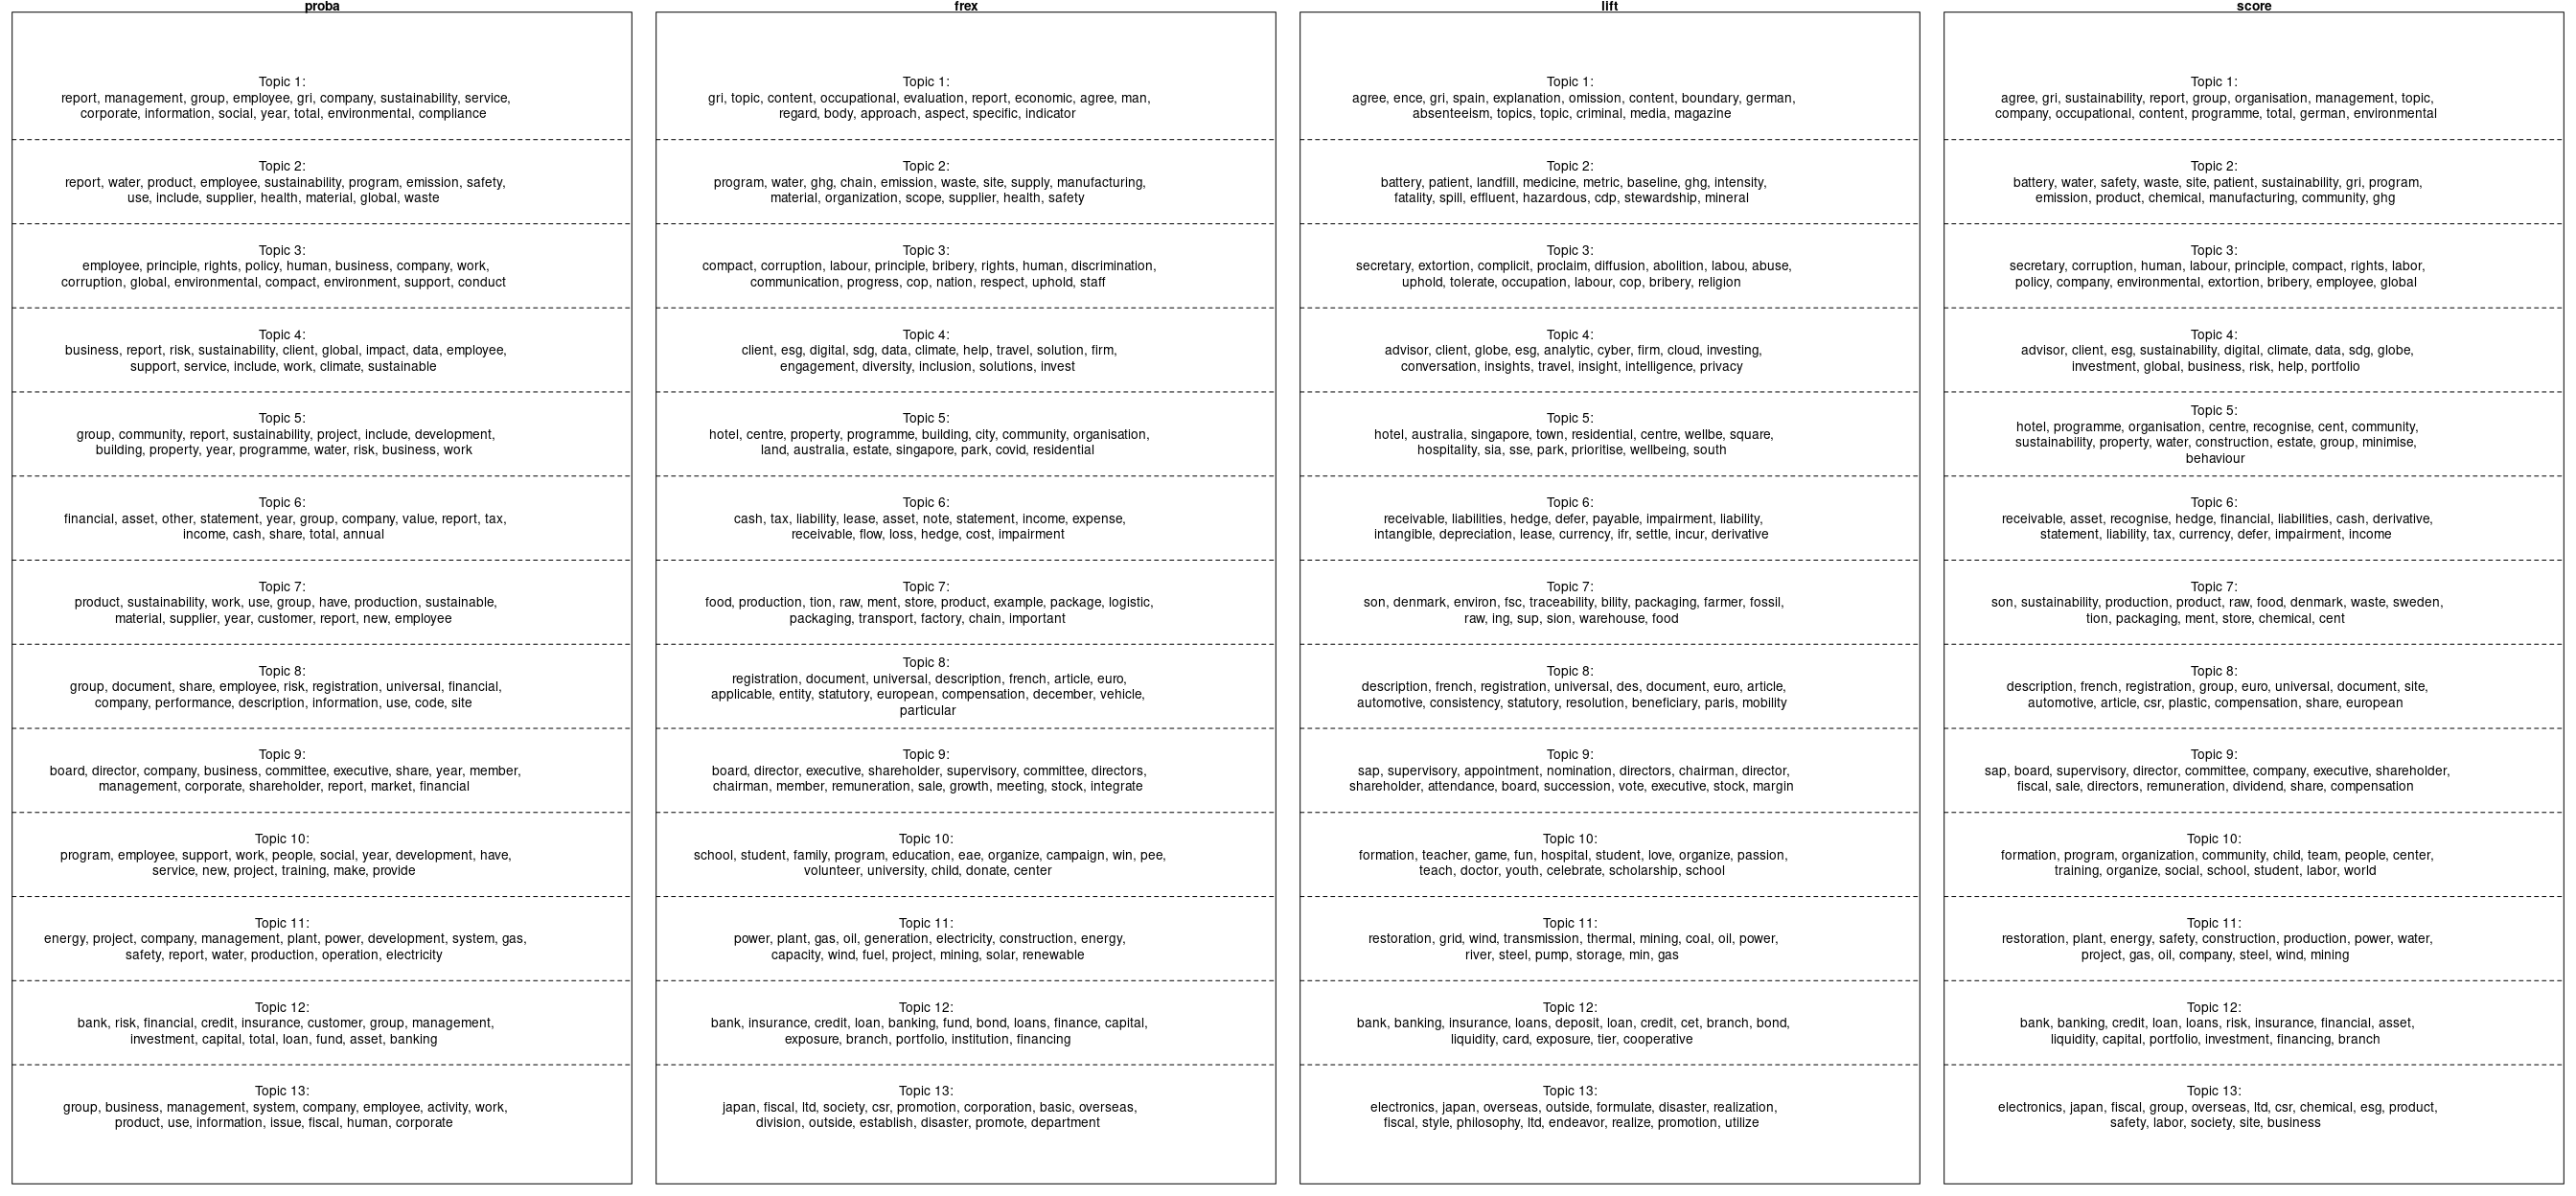 proba
Topic 1:
report, management, group, employee, gri, company, sustainability, service,
corporate, information, social, year, total, environmental, compliance
Topic 2:
report, water, product, employee, sustainability, program, emission, safety,
use, include, supplier, health, material, global, waste
Topic 3:
employee, principle, rights, policy, human, business, company, work,
corruption, global, environmental, compact, environment, support, conduct
Topic 4:
business, report, risk, sustainability, client, global, impact, data, employee,
support, service, include, work, climate, sustainable
Topic 5:
group, community, report, sustainability, project, include, development,
building, property, year, programme, water, risk, business, work
Topic 6:
financial, asset, other, statement, year, group, company, value, report, tax,
income, cash, share, total, annual
Topic 7:
product, sustainability, work, use, group, have, production, sustainable,
material, supplier, year, customer, report, new, employee
Topic 8:
group, document, share, employee, risk, registration, universal, financial,
company, performance, description, information, use, code, site
Topic 9:
board, director, company, business, committee, executive, share, year, member,
management, corporate, shareholder, report, market, financial
Topic 10:
program, employee, support, work, people, social, year, development, have,
service, new, project, training, make, provide
Topic 11:
energy, project, company, management, plant, power, development, system, gas,
safety, report, water, production, operation, electricity
Topic 12:
bank, risk, financial, credit, insurance, customer, group, management,
investment, capital, total, loan, fund, asset, banking
Topic 13:
group, business, management, system, company, employee, activity, work,
product, use, information, issue, fiscal, human, corporate
frex
Topic 1:
gri, topic, content, occupational, evaluation, report, economic, agree, man,
regard, body, approach, aspect, specific, indicator
Topic 2:
program, water, ghg, chain, emission, waste, site, supply, manufacturing,
material, organization, scope, supplier, health, safety
Topic 3:
compact, corruption, labour, principle, bribery, rights, human, discrimination,
communication, progress, cop, nation, respect, uphold, staff
Topic 4:
client, esg, digital, sdg, data, climate, help, travel, solution, firm,
engagement, diversity, inclusion, solutions, invest
Topic 5:
hotel, centre, property, programme, building, city, community, organisation,
land, australia, estate, singapore, park, covid, residential
Topic 6:
cash, tax, liability, lease, asset, note, statement, income, expense,
receivable, flow, loss, hedge, cost, impairment
Topic 7:
food, production, tion, raw, ment, store, product, example, package, logistic,
packaging, transport, factory, chain, important
Topic 8:
registration, document, universal, description, french, article, euro,
applicable, entity, statutory, european, compensation, december, vehicle,
particular
Topic 9:
board, director, executive, shareholder, supervisory, committee, directors,
chairman, member, remuneration, sale, growth, meeting, stock, integrate
Topic 10:
school, student, family, program, education, eae, organize, campaign, win, pee,
volunteer, university, child, donate, center
Topic 11:
power, plant, gas, oil, generation, electricity, construction, energy,
capacity, wind, fuel, project, mining, solar, renewable
Topic 12:
bank, insurance, credit, loan, banking, fund, bond, loans, finance, capital,
exposure, branch, portfolio, institution, financing
Topic 13:
japan, fiscal, ltd, society, csr, promotion, corporation, basic, overseas,
division, outside, establish, disaster, promote, department
lift
Topic 1:
agree, ence, gri, spain, explanation, omission, content, boundary, german,
absenteeism, topics, topic, criminal, media, magazine
Topic 2:
battery, patient, landfill, medicine, metric, baseline, ghg, intensity,
fatality, spill, effluent, hazardous, cdp, stewardship, mineral
Topic 3:
secretary, extortion, complicit, proclaim, diffusion, abolition, labou, abuse,
uphold, tolerate, occupation, labour, cop, bribery, religion
Topic 4:
advisor, client, globe, esg, analytic, cyber, firm, cloud, investing,
conversation, insights, travel, insight, intelligence, privacy
Topic 5:
hotel, australia, singapore, town, residential, centre, wellbe, square,
hospitality, sia, sse, park, prioritise, wellbeing, south
Topic 6:
receivable, liabilities, hedge, defer, payable, impairment, liability,
intangible, depreciation, lease, currency, ifr, settle, incur, derivative
Topic 7:
son, denmark, environ, fsc, traceability, bility, packaging, farmer, fossil,
raw, ing, sup, sion, warehouse, food
Topic 8:
description, french, registration, universal, des, document, euro, article,
automotive, consistency, statutory, resolution, beneficiary, paris, mobility
Topic 9:
sap, supervisory, appointment, nomination, directors, chairman, director,
shareholder, attendance, board, succession, vote, executive, stock, margin
Topic 10:
formation, teacher, game, fun, hospital, student, love, organize, passion,
teach, doctor, youth, celebrate, scholarship, school
Topic 11:
restoration, grid, wind, transmission, thermal, mining, coal, oil, power,
river, steel, pump, storage, min, gas
Topic 12:
bank, banking, insurance, loans, deposit, loan, credit, cet, branch, bond,
liquidity, card, exposure, tier, cooperative
Topic 13:
electronics, japan, overseas, outside, formulate, disaster, realization,
fiscal, style, philosophy, ltd, endeavor, realize, promotion, utilize
score
Topic 1:
agree, gri, sustainability, report, group, organisation, management, topic,
company, occupational, content, programme, total, german, environmental
Topic 2:
battery, water, safety, waste, site, patient, sustainability, gri, program,
emission, product, chemical, manufacturing, community, ghg
Topic 3:
secretary, corruption, human, labour, principle, compact, rights, labor,
policy, company, environmental, extortion, bribery, employee, global
Topic 4:
advisor, client, esg, sustainability, digital, climate, data, sdg, globe,
investment, global, business, risk, help, portfolio
Topic 5:
hotel, programme, organisation, centre, recognise, cent, community,
sustainability, property, water, construction, estate, group, minimise,
behaviour
Topic 6:
receivable, asset, recognise, hedge, financial, liabilities, cash, derivative,
statement, liability, tax, currency, defer, impairment, income
Topic 7:
son, sustainability, production, product, raw, food, denmark, waste, sweden,
tion, packaging, ment, store, chemical, cent
Topic 8:
description, french, registration, group, euro, universal, document, site,
automotive, article, csr, plastic, compensation, share, european
Topic 9:
sap, board, supervisory, director, committee, company, executive, shareholder,
fiscal, sale, directors, remuneration, dividend, share, compensation
Topic 10:
formation, program, organization, community, child, team, people, center,
training, organize, social, school, student, labor, world
Topic 11:
restoration, plant, energy, safety, construction, production, power, water,
project, gas, oil, company, steel, wind, mining
Topic 12:
bank, banking, credit, loan, loans, risk, insurance, financial, asset,
liquidity, capital, portfolio, investment, financing, branch
Topic 13:
electronics, japan, fiscal, group, overseas, ltd, csr, chemical, esg, product,
safety, labor, society, site, business